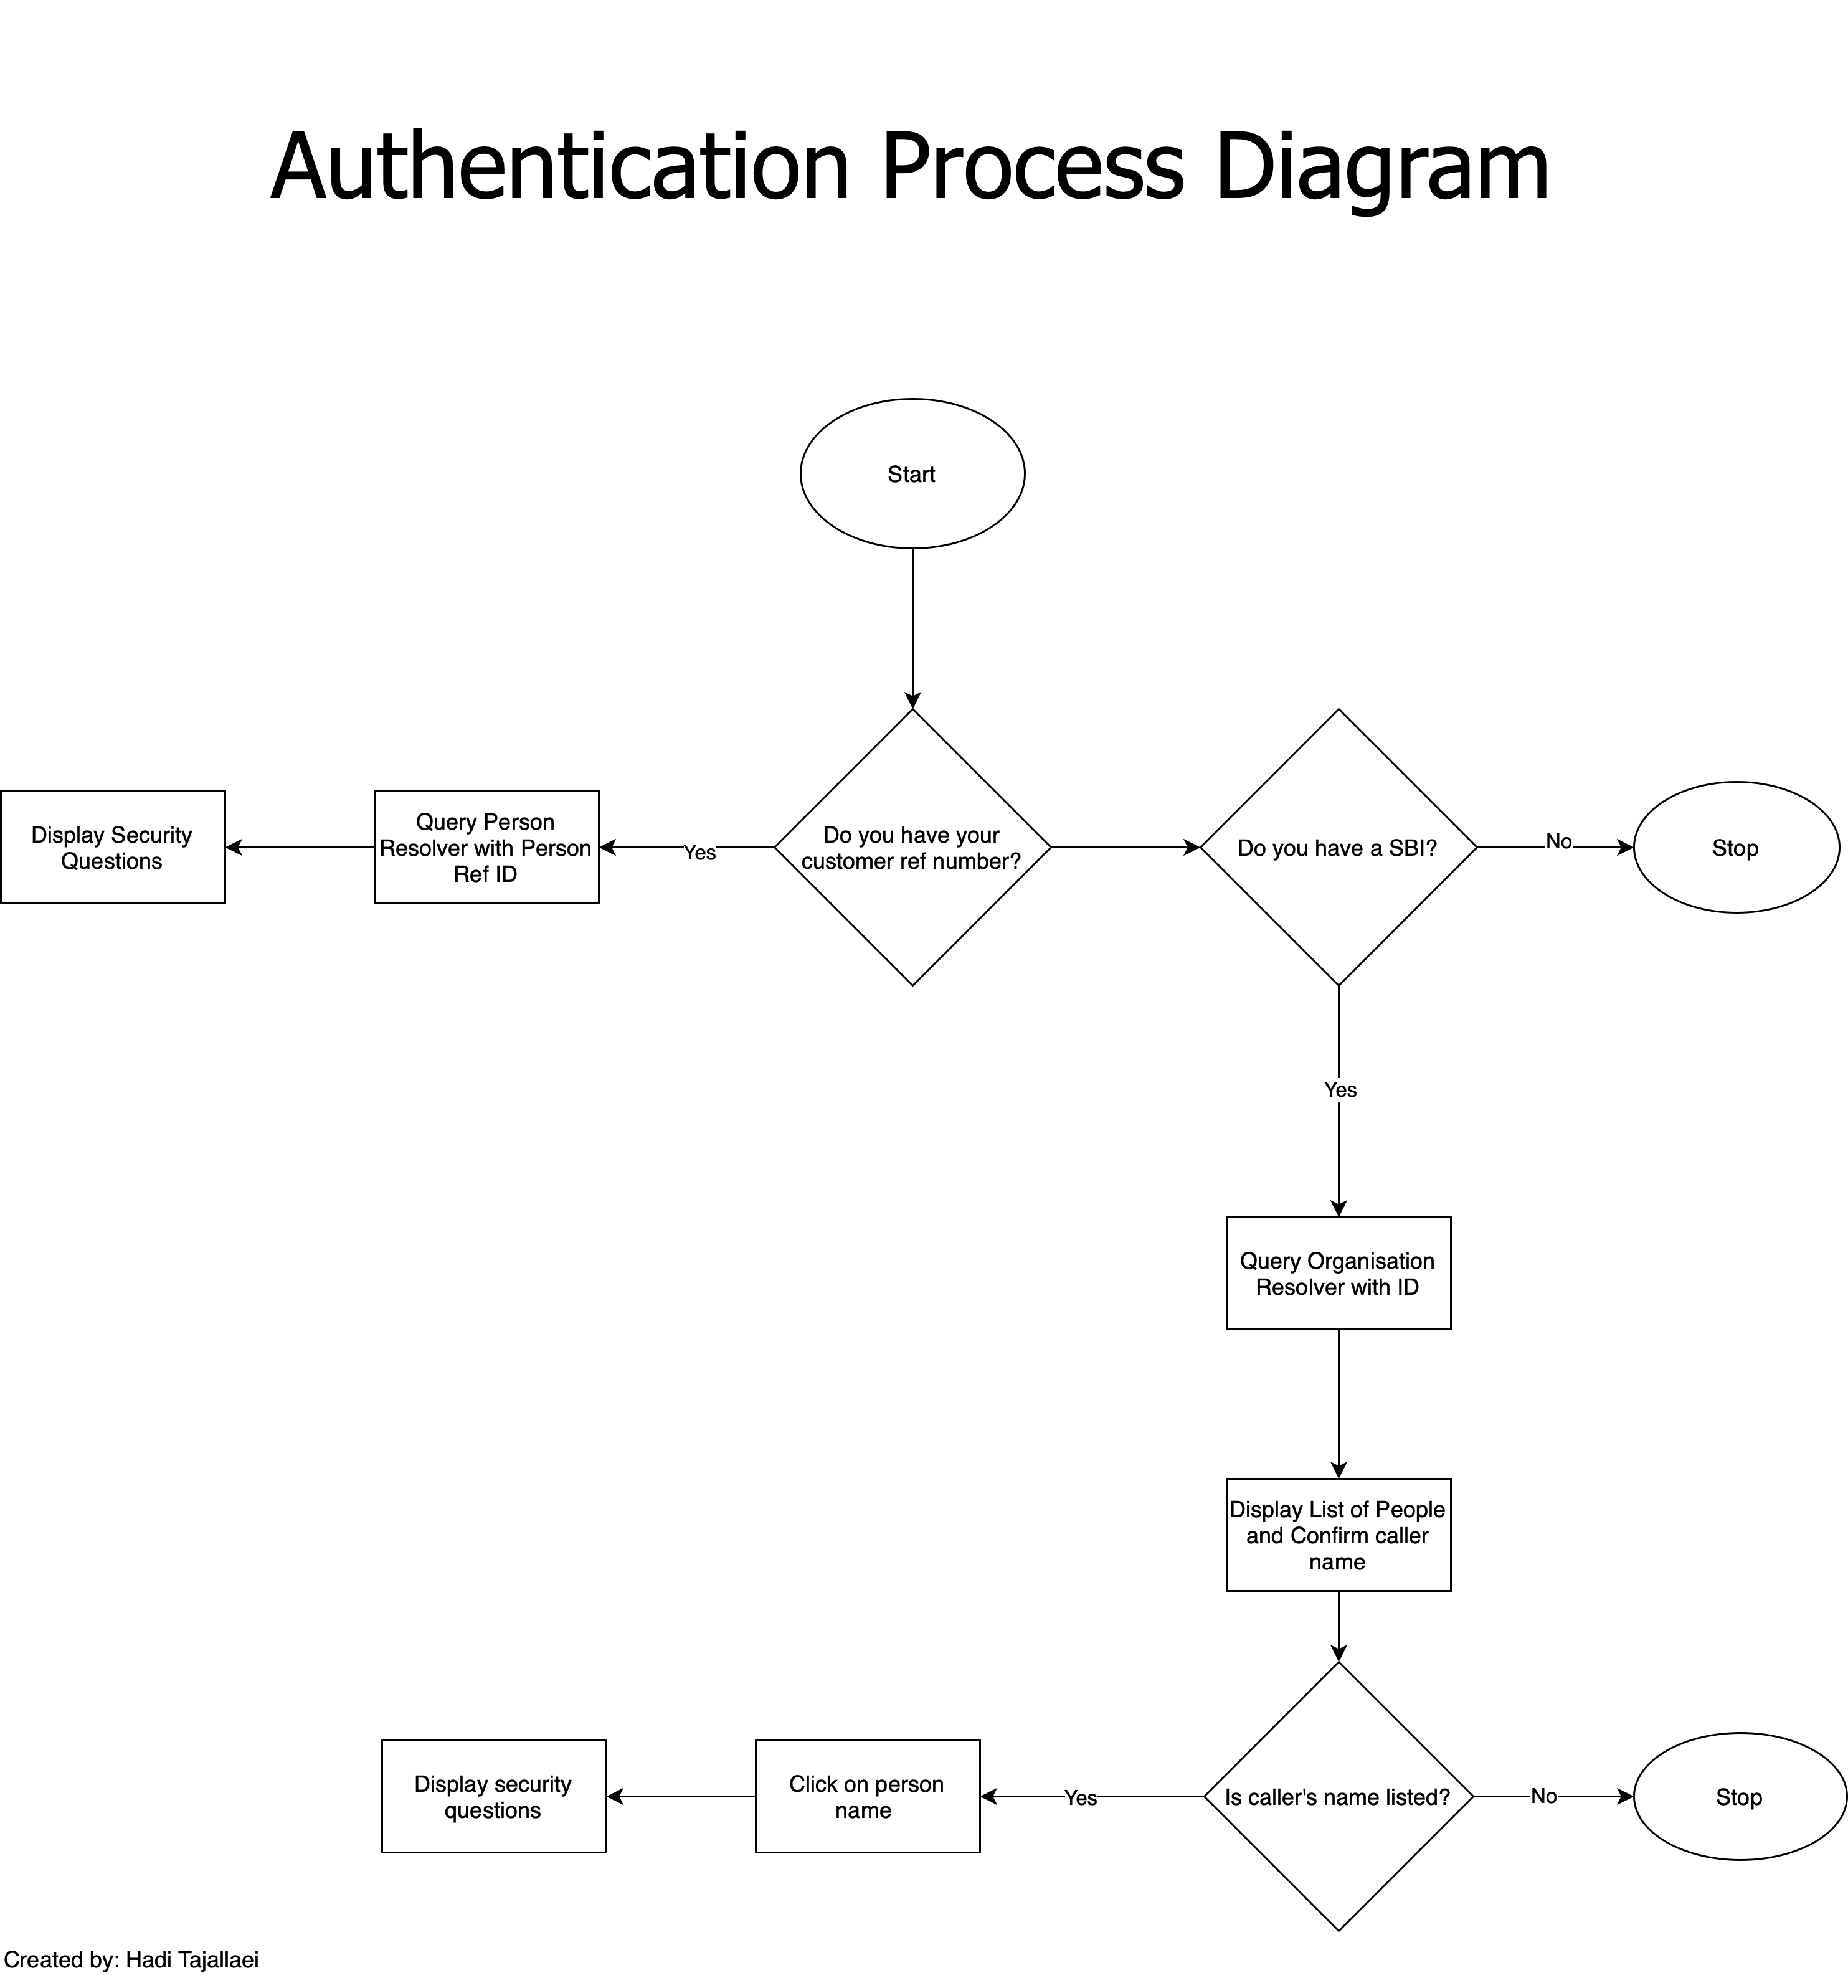 Authentication Process Diagram
Start
Display Security
Questions
Query Person
Resolver with Person
Ref ID
Yes
Do you have your
customer ref number?
Do you have a SBI?
No
Stop
Yes
Query Organisation
Resolver with ID
Display List of People
and Confirm caller
name
Display security
questions
Click on person
name
Yes
Is caller's name listed?
No
Stop
Created by: Hadi Tajallaei